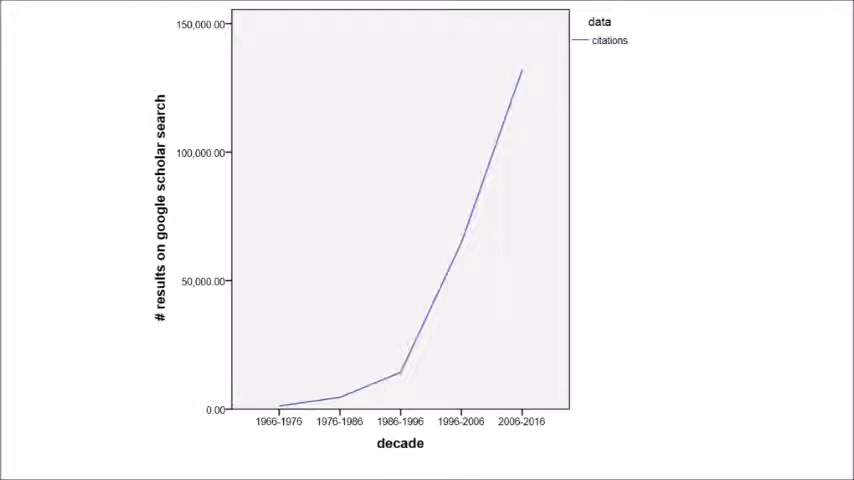 data
citations
# results on google scholar search
150,000.00
100,000.00
50,000.00
0.00
1966-1976 1976-1986 1986-1996 1996-2006 2006-2016
decade